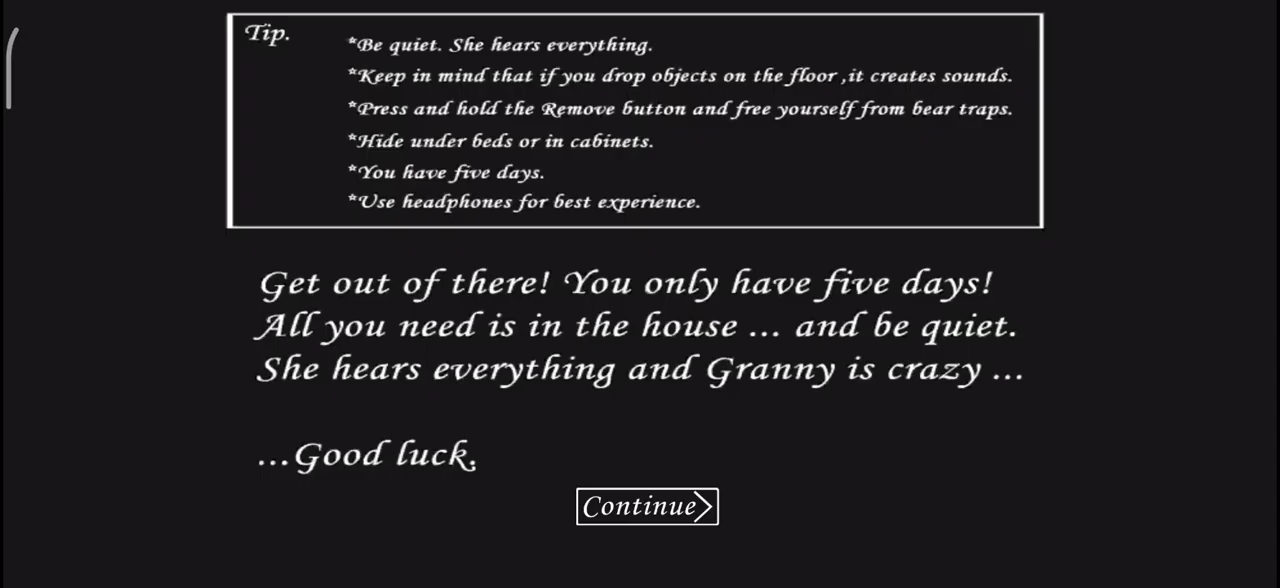 Tip.
*Be quiet. She hears everything.
*Keep in mind that if you drop objects on the floor ,it creates sounds.
*Press and hold the Remove button and free yourself from bear traps.
*Hide under beds or in cabinets.
*You have five days.
*Use headphones for best experience.
Get out of there! You only have five days!
All you need is in the house ... and be quiet.
She hears everything and Granny is crazy ...
...Good luck.
Continue>